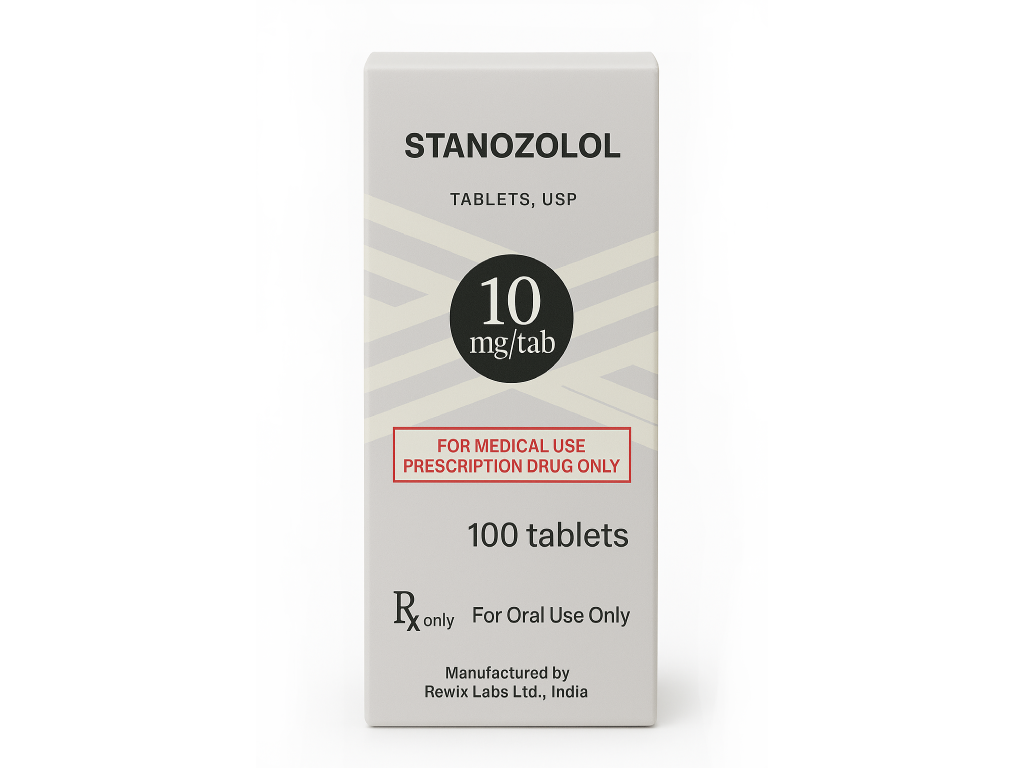 STANOZOLOL
TABLETS, USP
10
mg/tab
FOR MEDICAL USE
PRESCRIPTION DRUG ONLY
100 tablets
Rx only For Oral Use Only
Manufactured by
Rewix Labs Ltd., India